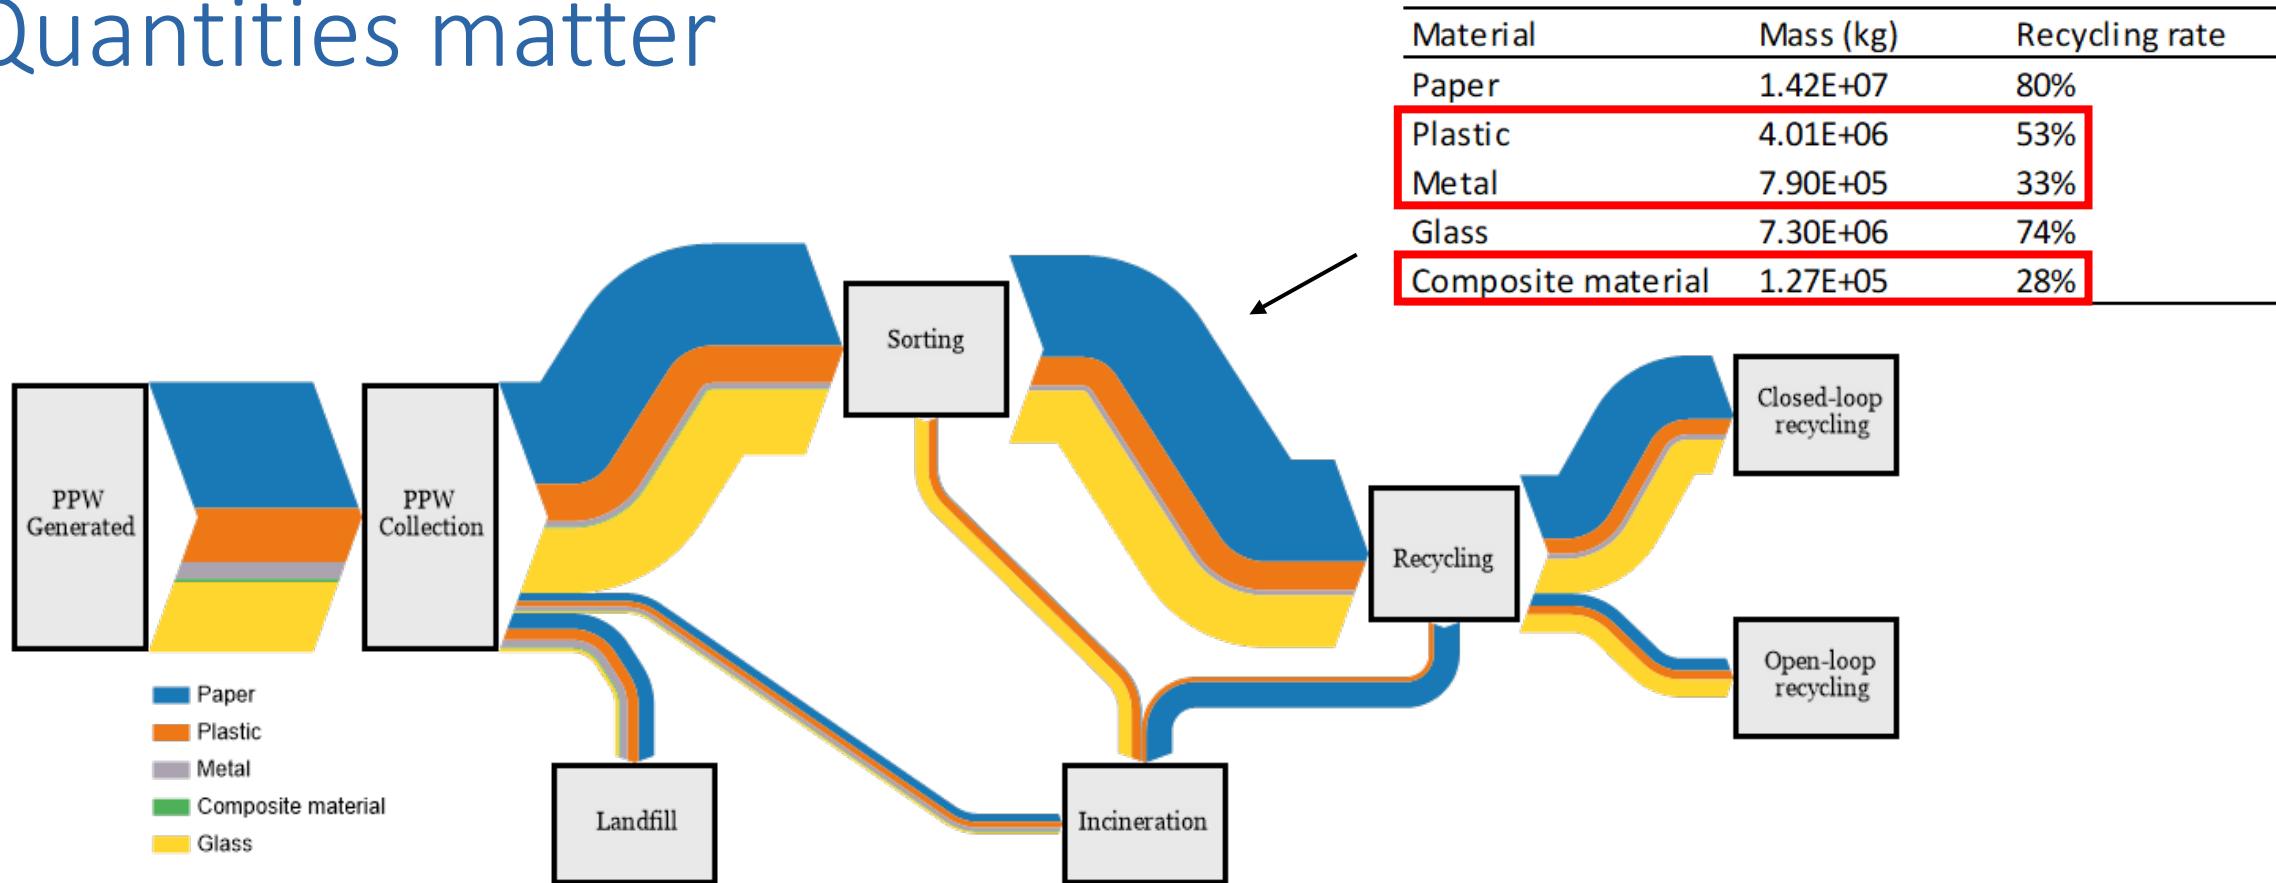 Quantities matter
Material Mass (kg) Recycling rate
Paper 1.42E+07 80%
Plastic 4.01E+06 53%
Metal 7.90E+05 33%
Glass 7.30E+06 74%
Composite material 1.27E+05 28%
Sorting
Closed-loop
recycling
PPW
Generated
PPW
Collection
Recycling
Open-loop
recycling
Paper
Plastic
Metal
Composite material
Glass
Landfill
Incineration